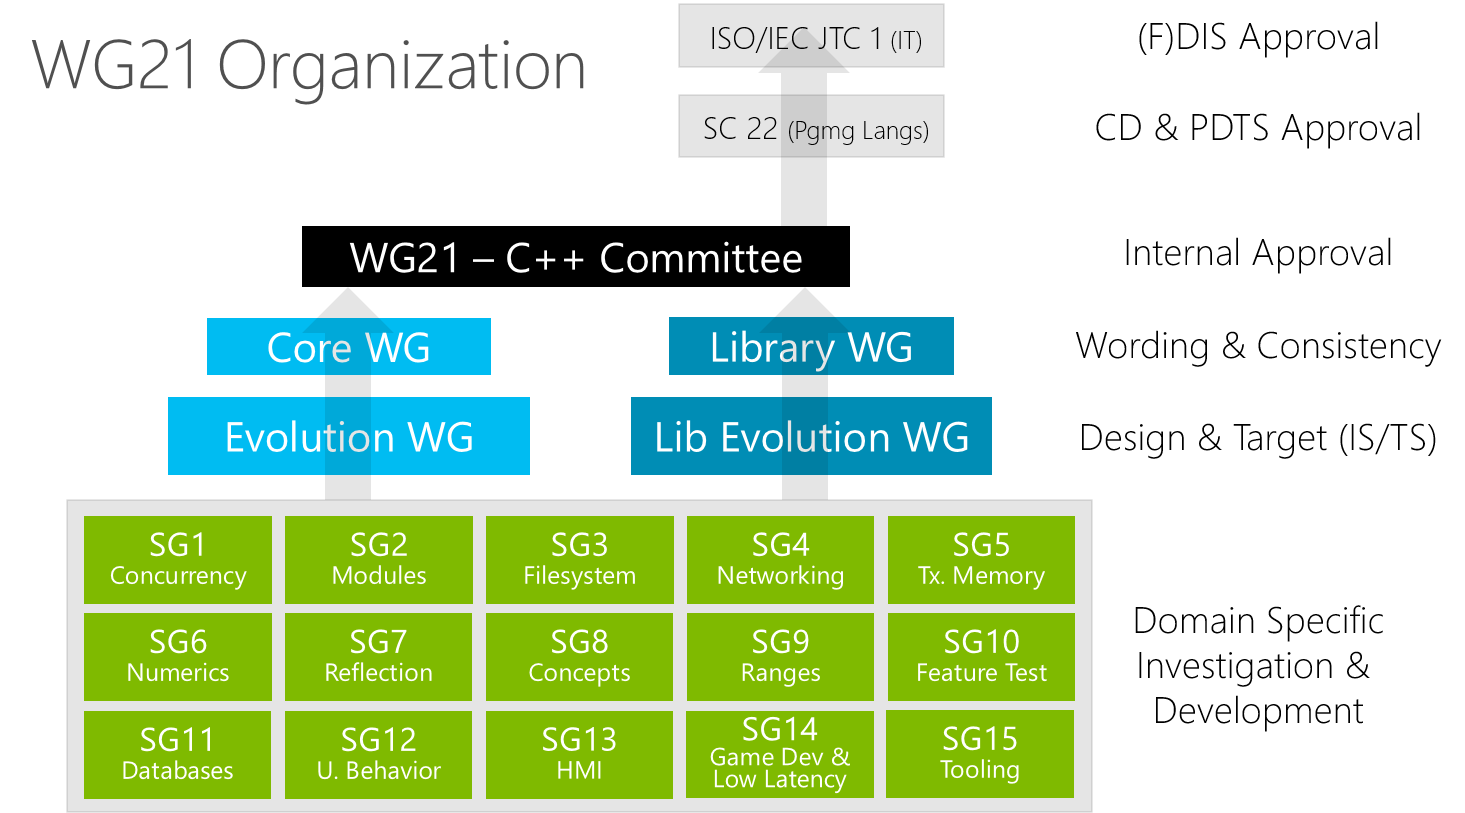 WG21 Organization
ISO/IEC JTC 1 (IT)
(F)DIS Approval
SC 22 (Pgmg Langs)
CD & PDTS Approval
WG21 – C++ Committee
Internal Approval
Core WG
Library WG
Wording & Consistency
Evolution WG
Lib Evolution WG
Design & Target (IS/TS)
SG1
Concurrency
SG2
Modules
SG3
Filesystem
SG4
Networking
SG5
Tx. Memory
SG6
Numerics
SG7
Reflection
SG8
Concepts
SG9
Ranges
SG10
Feature Test
SG11
Databases
SG12
U. Behavior
SG13
HMI
SG14
Game Dev &
Low Latency
SG15
Tooling
Domain Specific
Investigation &
Development